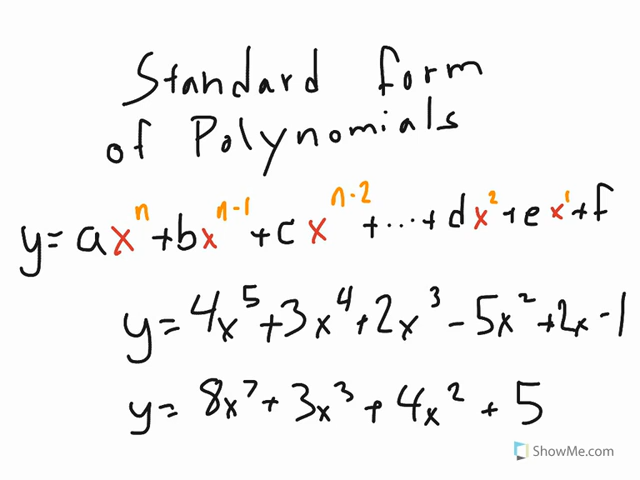 Standard form
of Polynomials
y = ax^n + bx^{n-1} + cx^{n-2} + ... + dx^2 + ex^1 + f
y = 4x^5 + 3x^4 + 2x^3 - 5x^2 + 2x - 1
y = 8x^7 + 3x^3 + 4x^2 + 5
ShowMe.com